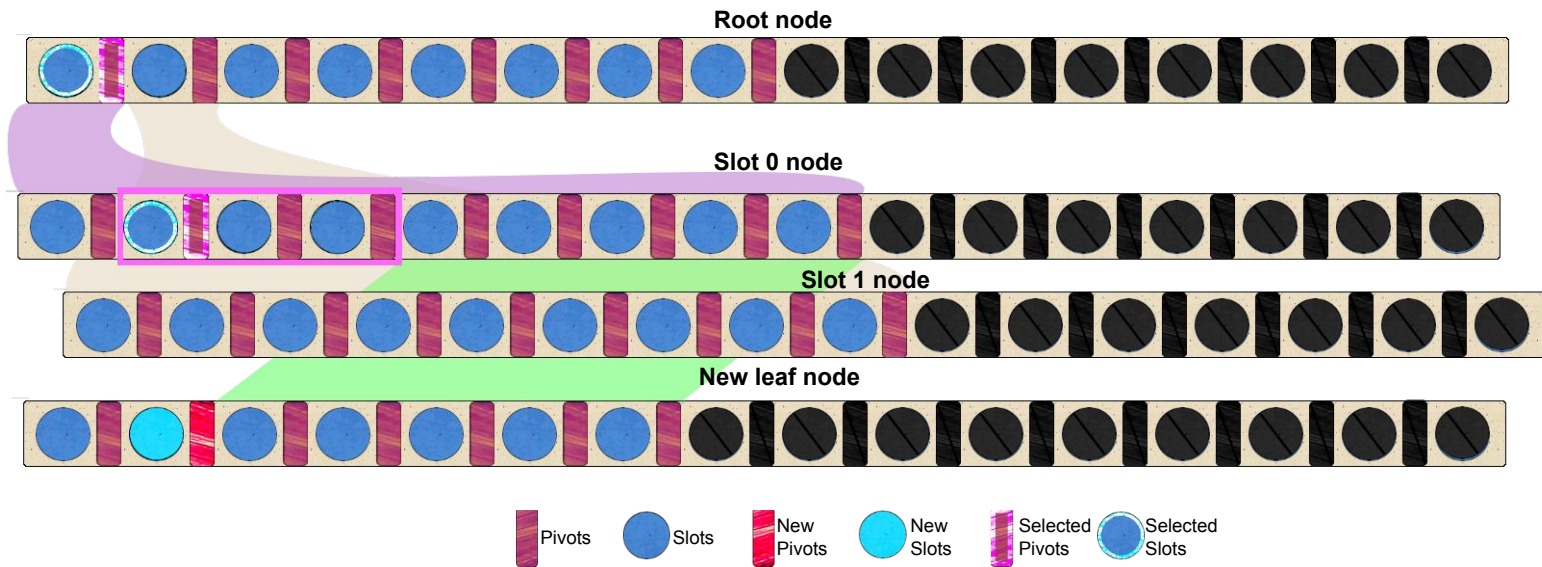 Root node
Slot 0 node
Slot 1 node
New leaf node
Pivots
Slots
New
Pivots
New
Slots
Selected
Pivots
Selected
Slots